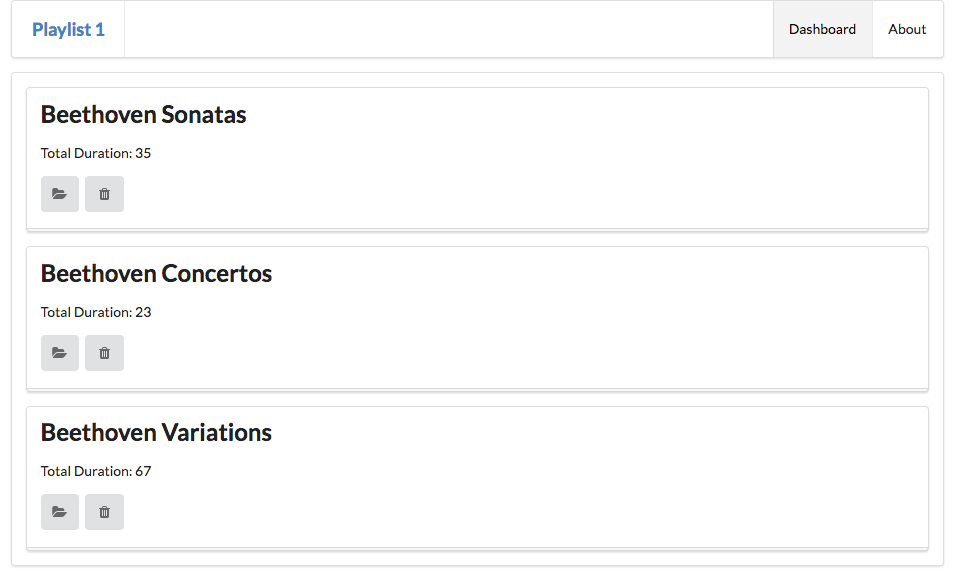 Playlist 1
Dashboard
About
Beethoven Sonatas
Total Duration: 35
Beethoven Concertos
Total Duration: 23
Beethoven Variations
Total Duration: 67